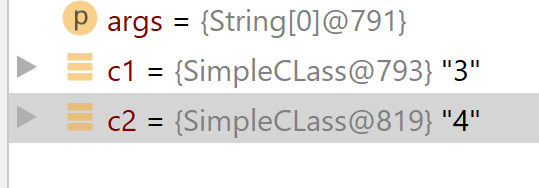 p args = {String[0]@791}
c1 = {SimpleCLass@793} "3"
c2 = {SimpleCLass@819} "4"